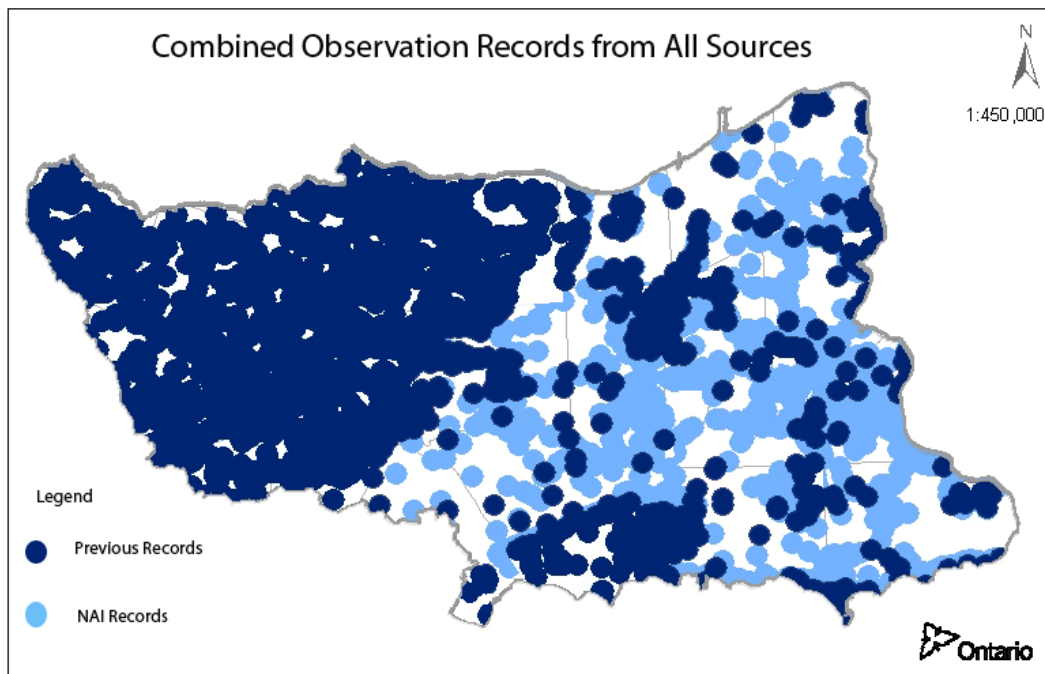 Combined Observation Records from All Sources
N
1:450,000
Legend
Previous Records
NAI Records
Ontario